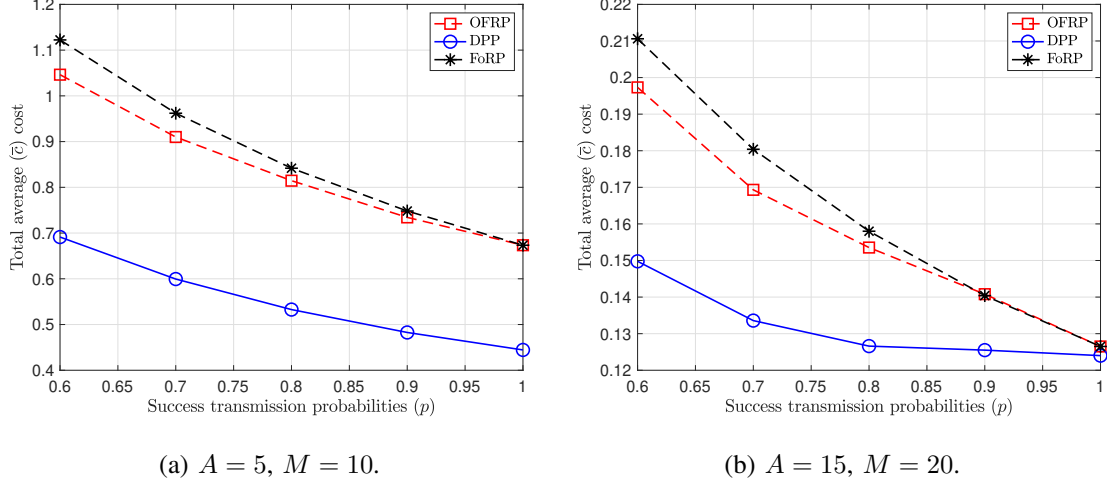 1.2
1.1
1
0.9
0.8
0.7
0.6
0.5
0.4
Total average (c̅) cost
OFRP
DPP
FoRP
0.6 0.65 0.7 0.75 0.8 0.85 0.9 0.95 1
Success transmission probabilities (p)
(a) A = 5, M = 10.
0.22
0.21
0.2
0.19
0.18
0.17
0.16
0.15
0.14
0.13
0.12
Total average (c̅) cost
OFRP
DPP
FoRP
0.6 0.65 0.7 0.75 0.8 0.85 0.9 0.95 1
Success transmission probabilities (p)
(b) A = 15, M = 20.